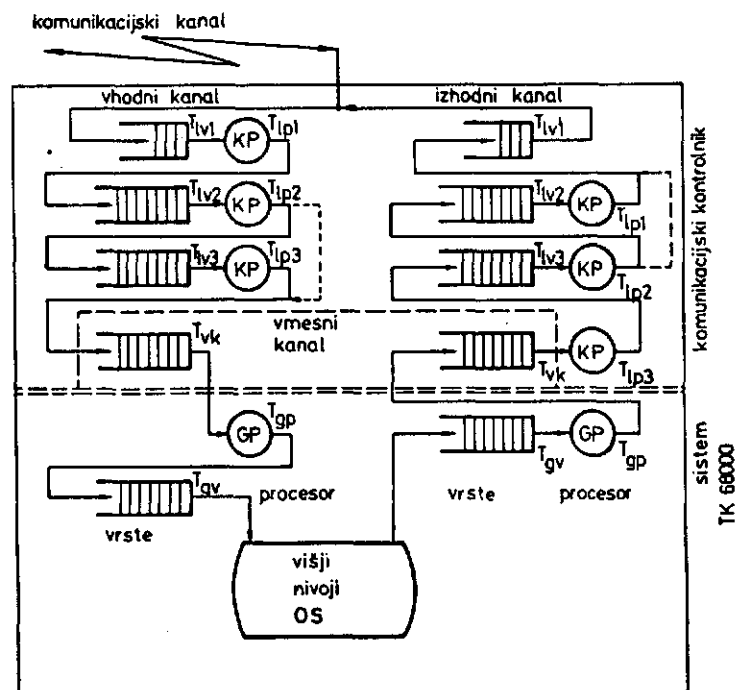 komunikacijski kanal
vhodni kanal
izhodni kanal
T_lv1 KP T_lp1
T_lv1
T_lv2 KP T_lp2
T_lv2 KP T_lp1
T_lv3 KP T_lp3
T_lv3 KP T_lp2
vmesni
kanal
T_vk
T_vk KP T_lp3
komunikacijski kontrolnik
GP T_gp
T_gv GP T_gp
T_gv
vrste
procesor
vrste
procesor
sistem
TK 68000
višji
nivoji
OS